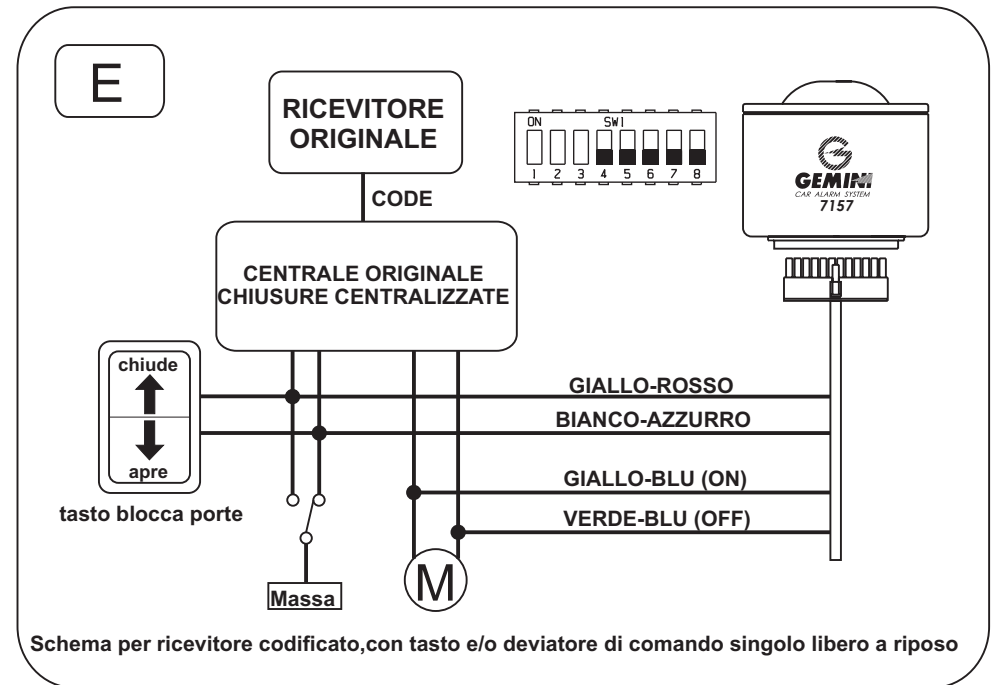 E
RICEVITORE
ORIGINALE
CODE
ON SW1
1 2 3 4 5 6 7 8
GEMINI
CAR ALARM SYSTEM
7157
CENTRALE ORIGINALE
CHIUSURE CENTRALIZZATE
chiude
apre
tasto blocca porte
GIALLO-ROSSO
BIANCO-AZZURRO
GIALLO-BLU (ON)
VERDE-BLU (OFF)
Massa
M
Schema per ricevitore codificato,con tasto e/o deviatore di comando singolo libero a riposo